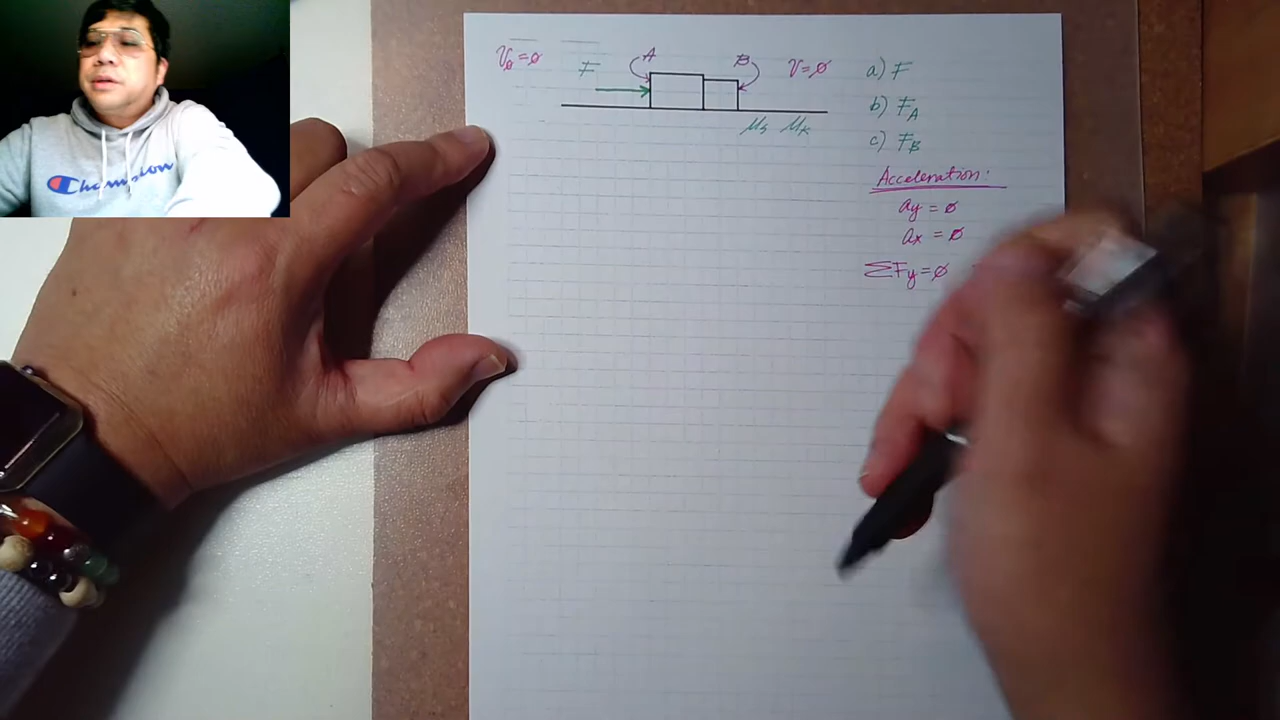 Champion
V₀=∅
F
A
B
V=∅
μs μk
a) F
b) F_A
c) F_B
Acceleration:
ay = ∅
ax = ∅
ΣFy=∅